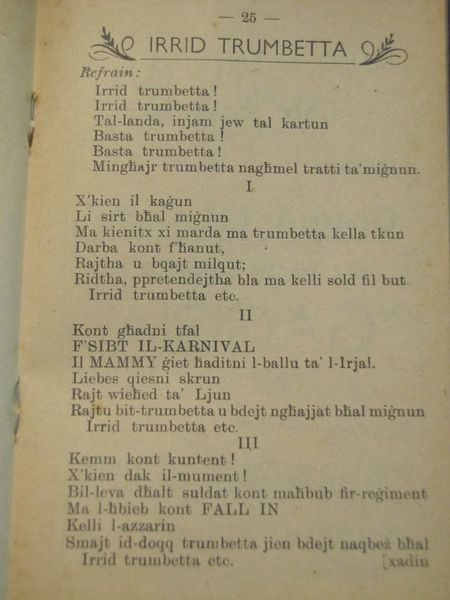 — 25 —
IRRID TRUMBETTA
Refrain:
Irrid trumbetta!
Irrid trumbetta!
Tal-landa, injam jew tal kartun
Basta trumbetta!
Basta trumbetta!
Mingħajr trumbetta nagħmel tratti ta'miġnun.
I
X'kien il kaġun
Li sirt bħal miġnun
Ma kienitx xi marda ma trumbetta kella tkun
Darba kont f'ħanut,
Rajtha u bqajt milqut;
Ridtha, ppretendejtha bla ma kelli sold fil but
Irrid trumbetta etc.
II
Kont għadni tfal
F'SIBT IL-KARNIVAL
Il MAMMY ġiet ħaditni l-ballu ta' l-Irjal.
Liebes qiesni skrun
Rajt wieħed ta' Ljun
Rajtu bit-trumbetta u bdejt ngħajjat bħal miġnun
Irrid trumbetta etc.
III
Kemm kont kuntent!
X'kien dak il-mument!
Bil-leva dħalt suldat kont maħbub fir-reġiment
Ma l-ħbieb kont FALL IN
Kelli l-azzarin
Smajt id-doqq trumbetta jien bdejt naqbeż bħal
Irrid trumbetta etc. [xadin